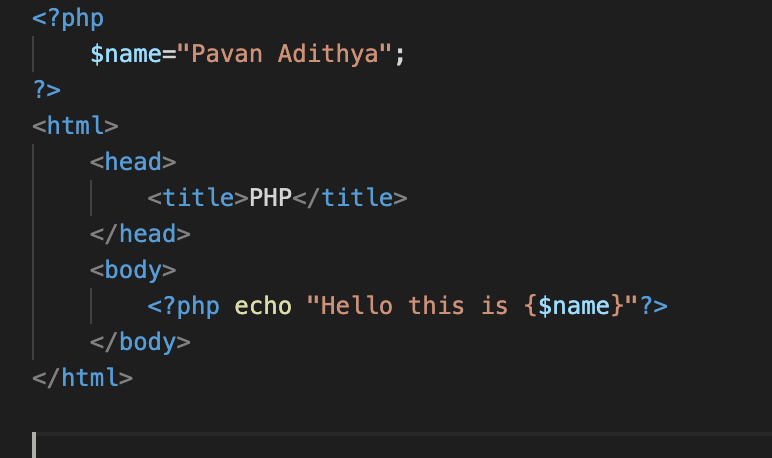 <?php
    $name="Pavan Adithya";
?>
<html>
    <head>
        <title>PHP</title>
    </head>
    <body>
        <?php echo "Hello this is {$name}"?>
    </body>
</html>